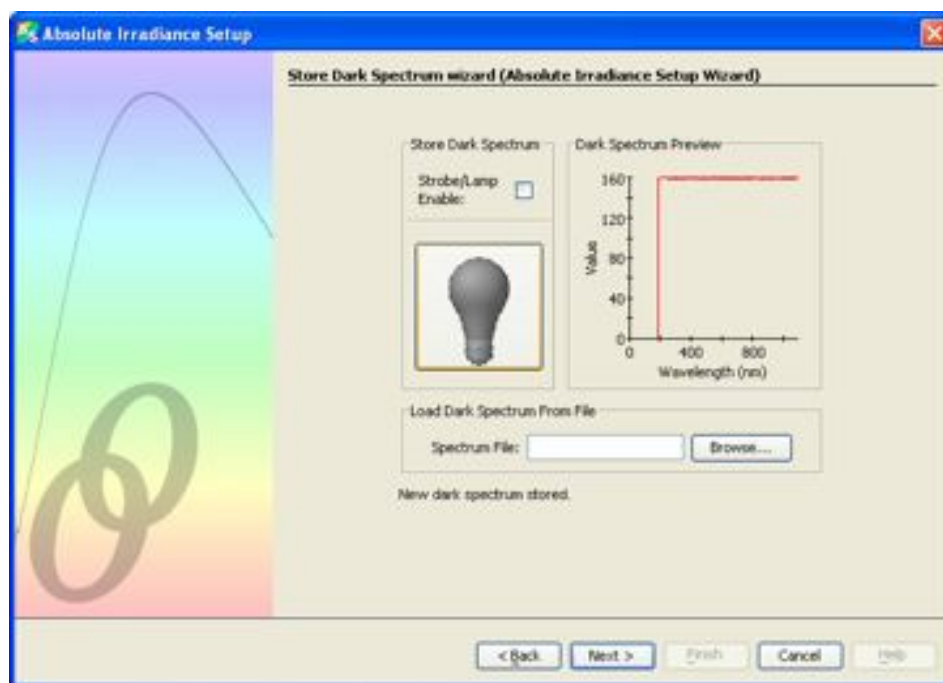 Absolute Irradiance Setup
Store Dark Spectrum wizard (Absolute Irradiance Setup Wizard)
Store Dark Spectrum
Strobe/Lamp
Enable:
Dark Spectrum Preview
160
120
80
40
0
Value
0 400 800
Wavelength (nm)
Load Dark Spectrum From File
Spectrum File:
Browse....
New dark spectrum stored.
< Back
Next >
Finish
Cancel
Help